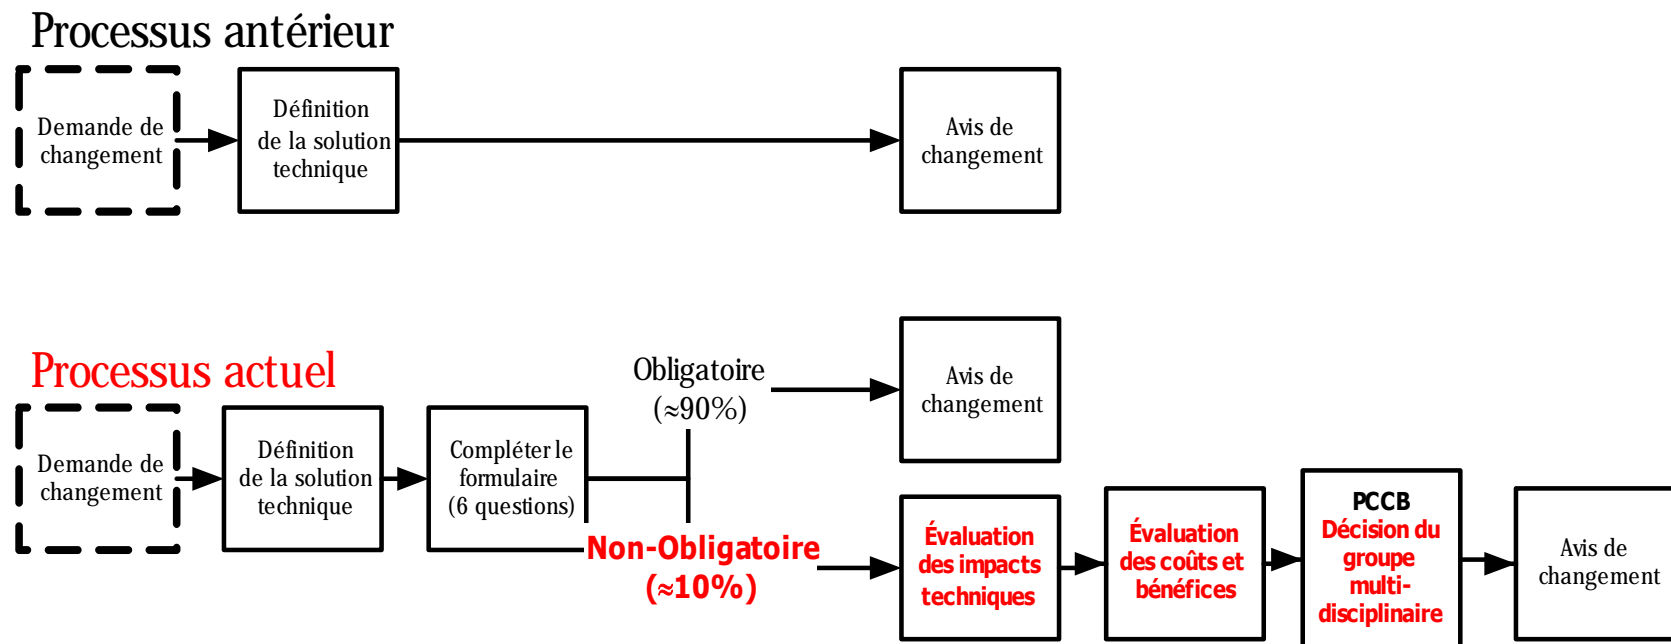 Processus antérieur
Demande de
changement
Définition
de la solution
technique
Avis de
changement
Processus actuel
Demande de
changement
Définition
de la solution
technique
Compléter le
formulaire
(6 questions)
Obligatoire
(≈90%)
Avis de
changement
Non-Obligatoire
(≈10%)
Évaluation
des impacts
techniques
Évaluation
des coûts et
bénéfices
PCCB
Décision du
groupe
multi-
disciplinaire
Avis de
changement